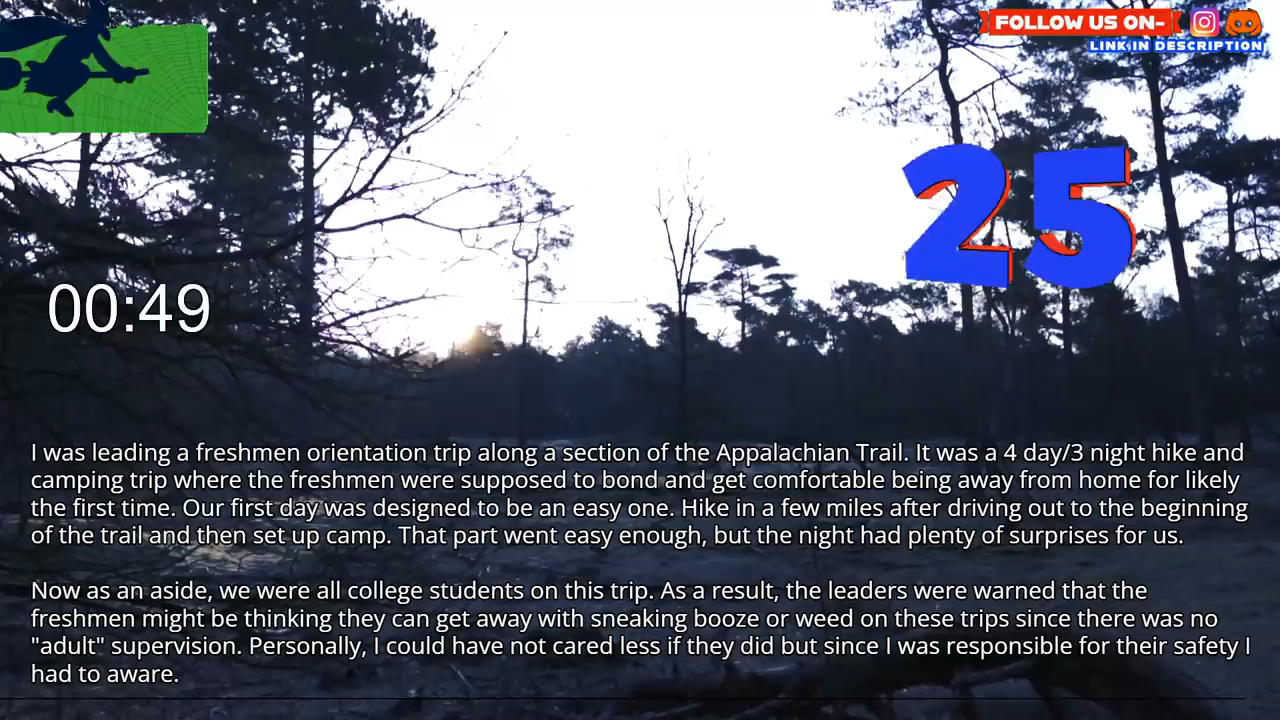 FOLLOW US ON-
LINK IN DESCRIPTION
25
00:49
I was leading a freshmen orientation trip along a section of the Appalachian Trail. It was a 4 day/3 night hike and
camping trip where the freshmen were supposed to bond and get comfortable being away from home for likely
the first time. Our first day was designed to be an easy one. Hike in a few miles after driving out to the beginning
of the trail and then set up camp. That part went easy enough, but the night had plenty of surprises for us.
Now as an aside, we were all college students on this trip. As a result, the leaders were warned that the
freshmen might be thinking they can get away with sneaking booze or weed on these trips since there was no
"adult" supervision. Personally, I could have not cared less if they did but since I was responsible for their safety I
had to aware.